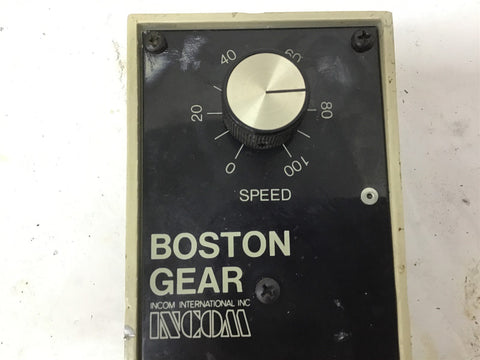 40 60
20 80
0 100
SPEED
BOSTON
GEAR
INCOM INTERNATIONAL INC
INCOM